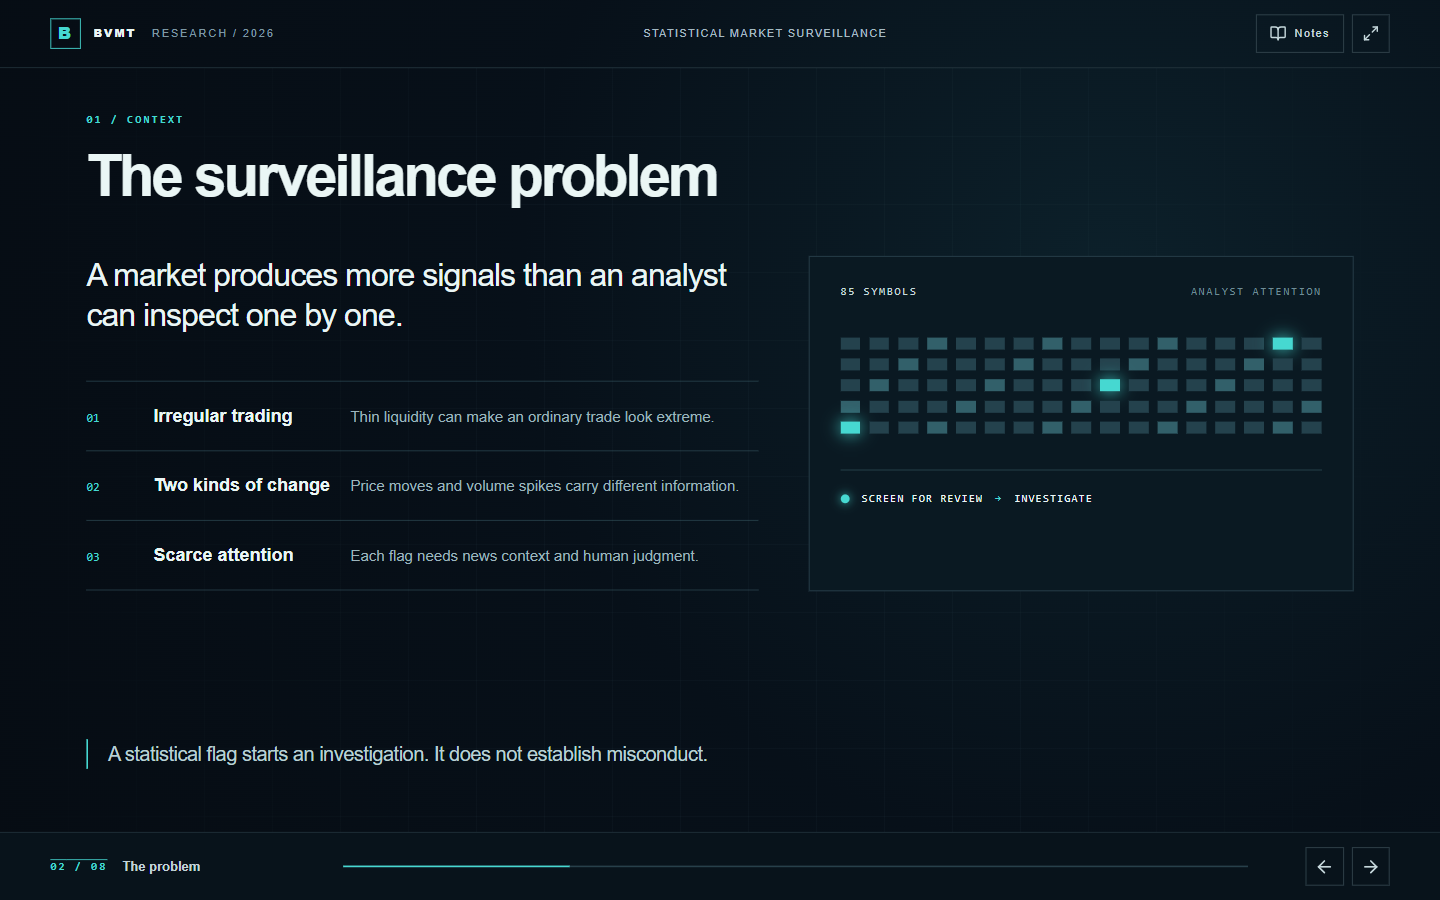 B BVMT RESEARCH / 2026
STATISTICAL MARKET SURVEILLANCE
Notes
01 / CONTEXT
The surveillance problem
A market produces more signals than an analyst
can inspect one by one.
01 Irregular trading Thin liquidity can make an ordinary trade look extreme.
02 Two kinds of change Price moves and volume spikes carry different information.
03 Scarce attention Each flag needs news context and human judgment.
85 SYMBOLS ANALYST ATTENTION
SCREEN FOR REVIEW → INVESTIGATE
A statistical flag starts an investigation. It does not establish misconduct.
02 / 08 The problem